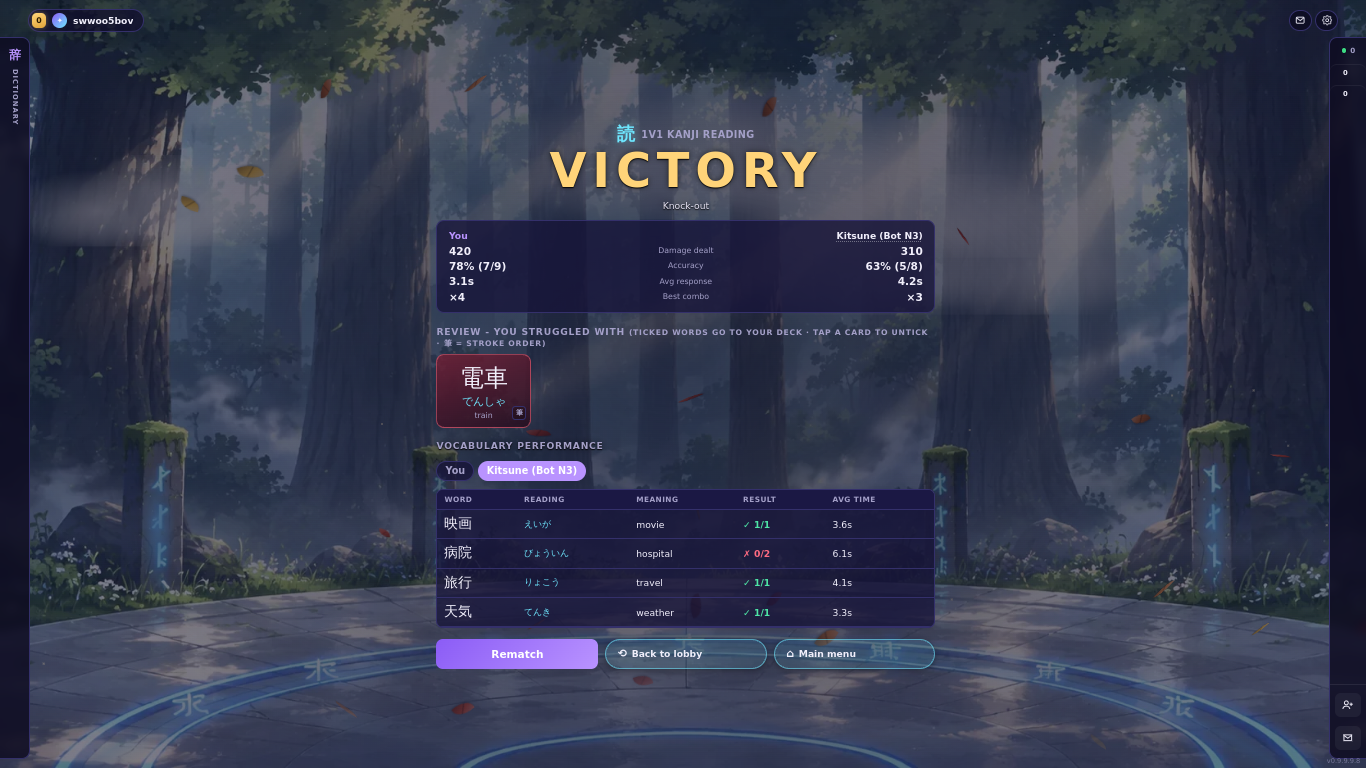 0 swwoo5bov
辞
DICTIONARY
0
0
0
読 1V1 KANJI READING
VICTORY
Knock-out
You Kitsune (Bot N3)
420 Damage dealt 310
78% (7/9) Accuracy 63% (5/8)
3.1s Avg response 4.2s
×4 Best combo ×3
REVIEW - YOU STRUGGLED WITH (TICKED WORDS GO TO YOUR DECK · TAP A CARD TO UNTICK
· 筆 = STROKE ORDER)
電車
でんしゃ
train
筆
VOCABULARY PERFORMANCE
You Kitsune (Bot N3)
WORD READING MEANING RESULT AVG TIME
映画 えいが movie ✓ 1/1 3.6s
病院 びょういん hospital ✗ 0/2 6.1s
旅行 りょこう travel ✓ 1/1 4.1s
天気 てんき weather ✓ 1/1 3.3s
Rematch ⟲ Back to lobby ⌂ Main menu